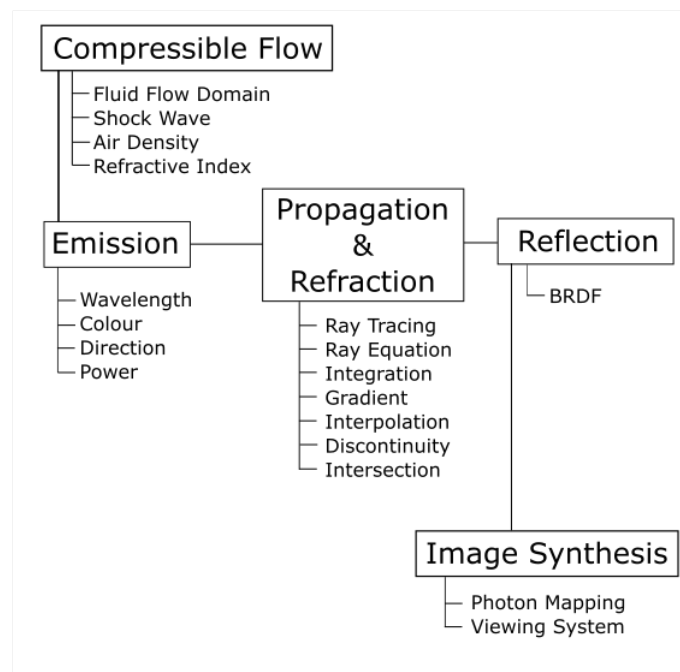 Compressible Flow
Fluid Flow Domain
Shock Wave
Air Density
Refractive Index
Emission
Wavelength
Colour
Direction
Power
Propagation
&
Refraction
Ray Tracing
Ray Equation
Integration
Gradient
Interpolation
Discontinuity
Intersection
Reflection
BRDF
Image Synthesis
Photon Mapping
Viewing System